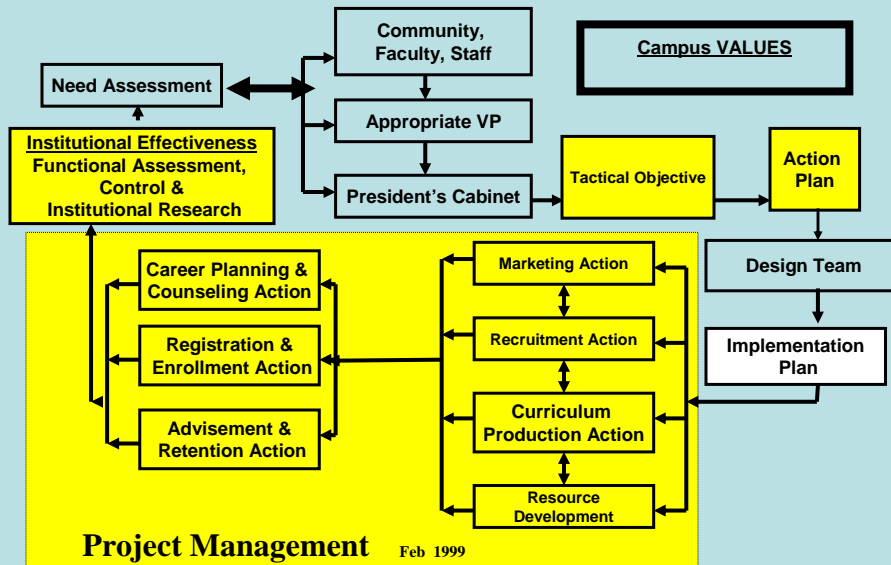 Community,
Faculty, Staff
Campus VALUES
Need Assessment
Appropriate VP
Institutional Effectiveness
Functional Assessment,
Control &
Institutional Research
President's Cabinet
Tactical Objective
Action
Plan
Design Team
Implementation
Plan
Marketing Action
Recruitment Action
Curriculum
Production Action
Resource
Development
Career Planning &
Counseling Action
Registration &
Enrollment Action
Advisement &
Retention Action
Project Management Feb 1999